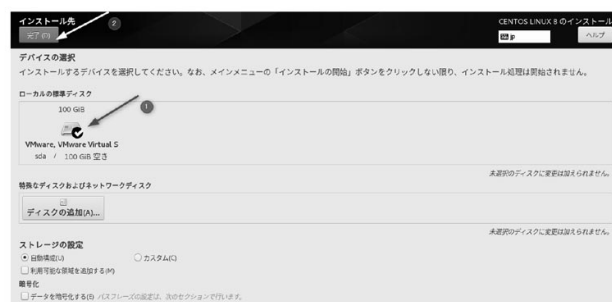 インストール先
CENTOS LINUX 8 のインストール
完了(D)
②
jp
ヘルプ
デバイスの選択
インストールするデバイスを選択してください。なお、メインメニューの「インストールの開始」ボタンをクリックしない限り、インストール処理は開始されません。
ローカルの標準ディスク
100 GiB
①
VMware, VMware Virtual S
sda / 100 GiB 空き
未選択のディスクに変更は加えられません。
特殊なディスクおよびネットワークディスク
ディスクの追加(A)...
未選択のディスクに変更は加えられません。
ストレージの設定
自動構成(U)
カスタム(C)
利用可能な領域を追加する(M)
暗号化
データを暗号化する(E) パスフレーズの設定は、次のセクションで行います。